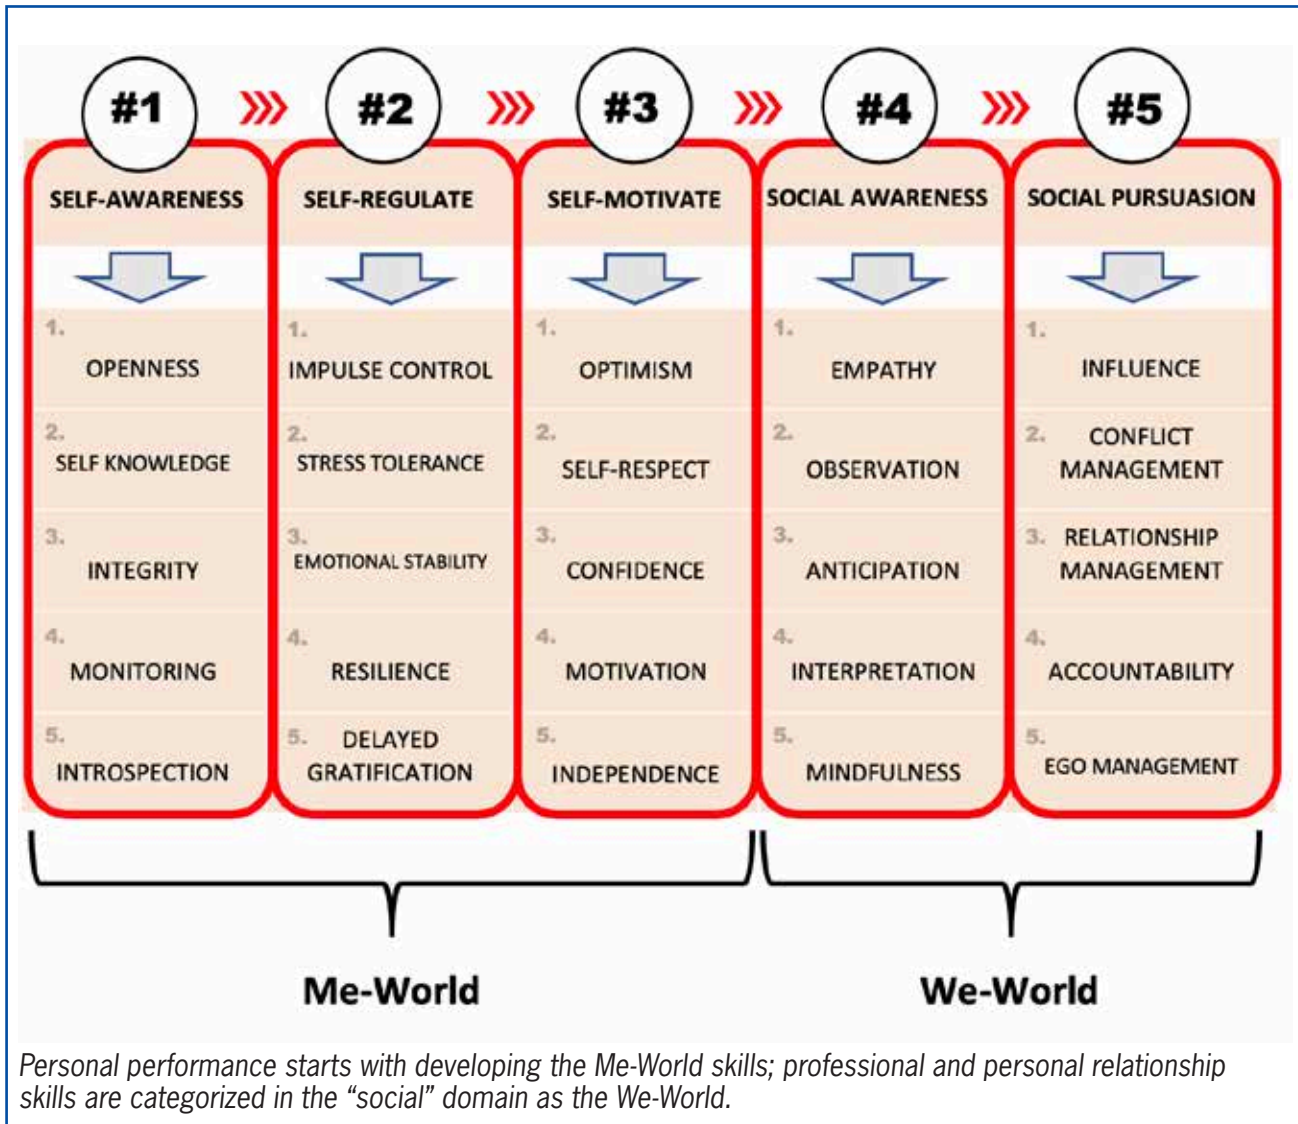 #1
#2
#3
#4
#5
SELF-AWARENESS
SELF-REGULATE
SELF-MOTIVATE
SOCIAL AWARENESS
SOCIAL PURSUASION
1.
OPENNESS
2.
SELF KNOWLEDGE
3.
INTEGRITY
4.
MONITORING
5.
INTROSPECTION
1.
IMPULSE CONTROL
2.
STRESS TOLERANCE
3.
EMOTIONAL STABILITY
4.
RESILIENCE
5. DELAYED
GRATIFICATION
1.
OPTIMISM
2.
SELF-RESPECT
3.
CONFIDENCE
4.
MOTIVATION
5.
INDEPENDENCE
1.
EMPATHY
2.
OBSERVATION
3.
ANTICIPATION
4.
INTERPRETATION
5.
MINDFULNESS
1.
INFLUENCE
2. CONFLICT
MANAGEMENT
3. RELATIONSHIP
MANAGEMENT
4.
ACCOUNTABILITY
5.
EGO MANAGEMENT
Me-World
We-World
Personal performance starts with developing the Me-World skills; professional and personal relationship
skills are categorized in the “social” domain as the We-World.